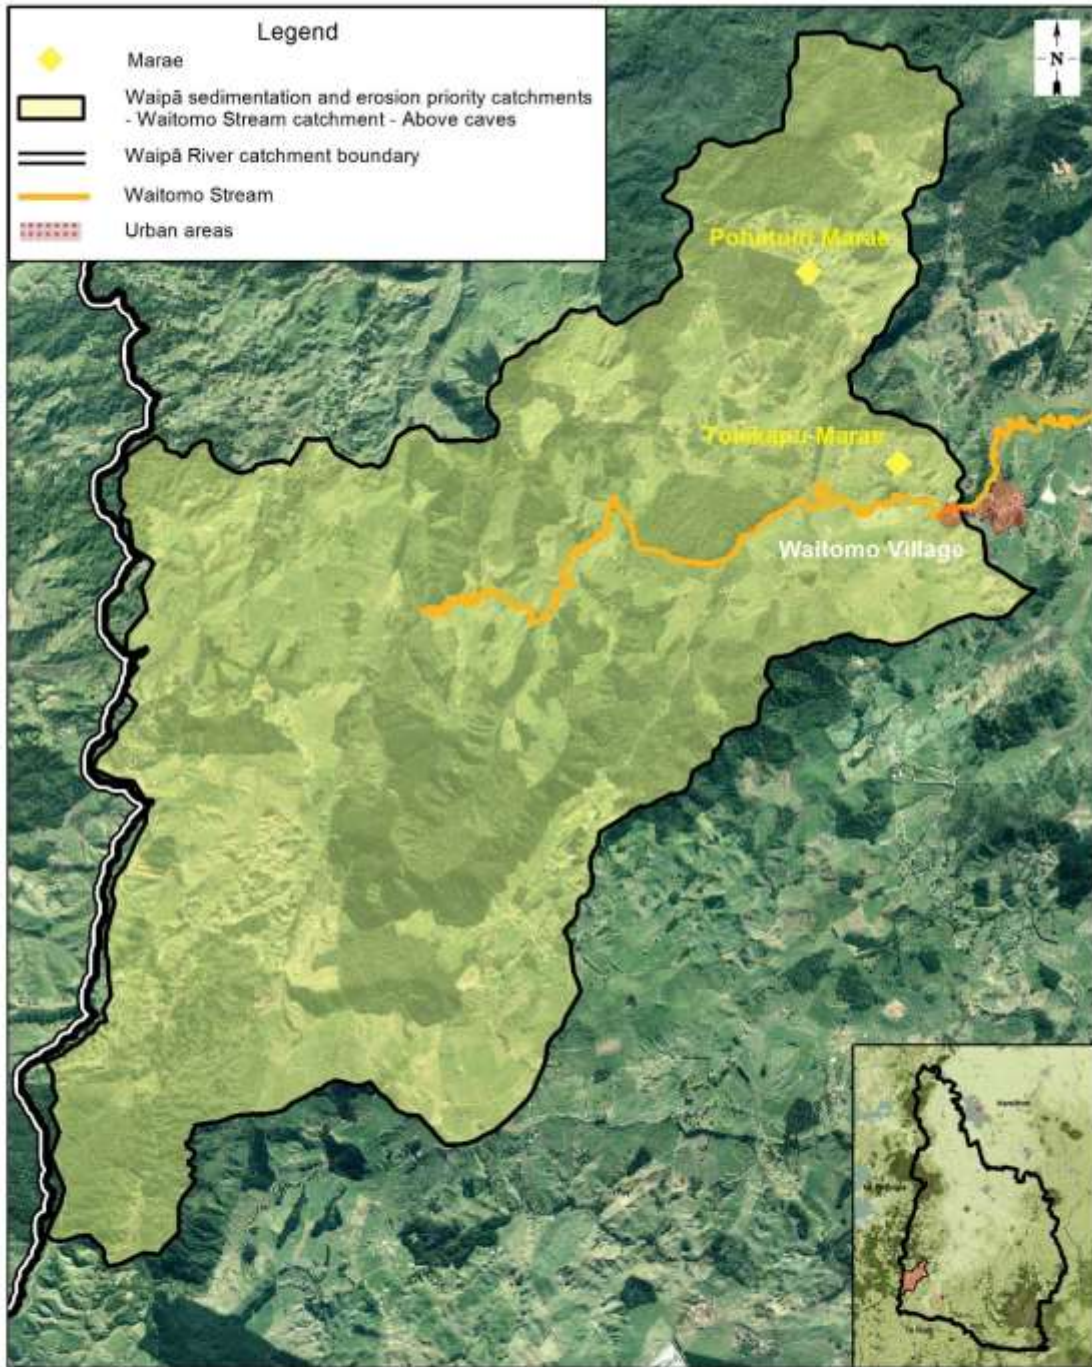 Legend
Marae
Waipā sedimentation and erosion priority catchments
- Waitomo Stream catchment - Above caves
Waipā River catchment boundary
Waitomo Stream
Urban areas
N
Marae
Marae
Waitomo Village